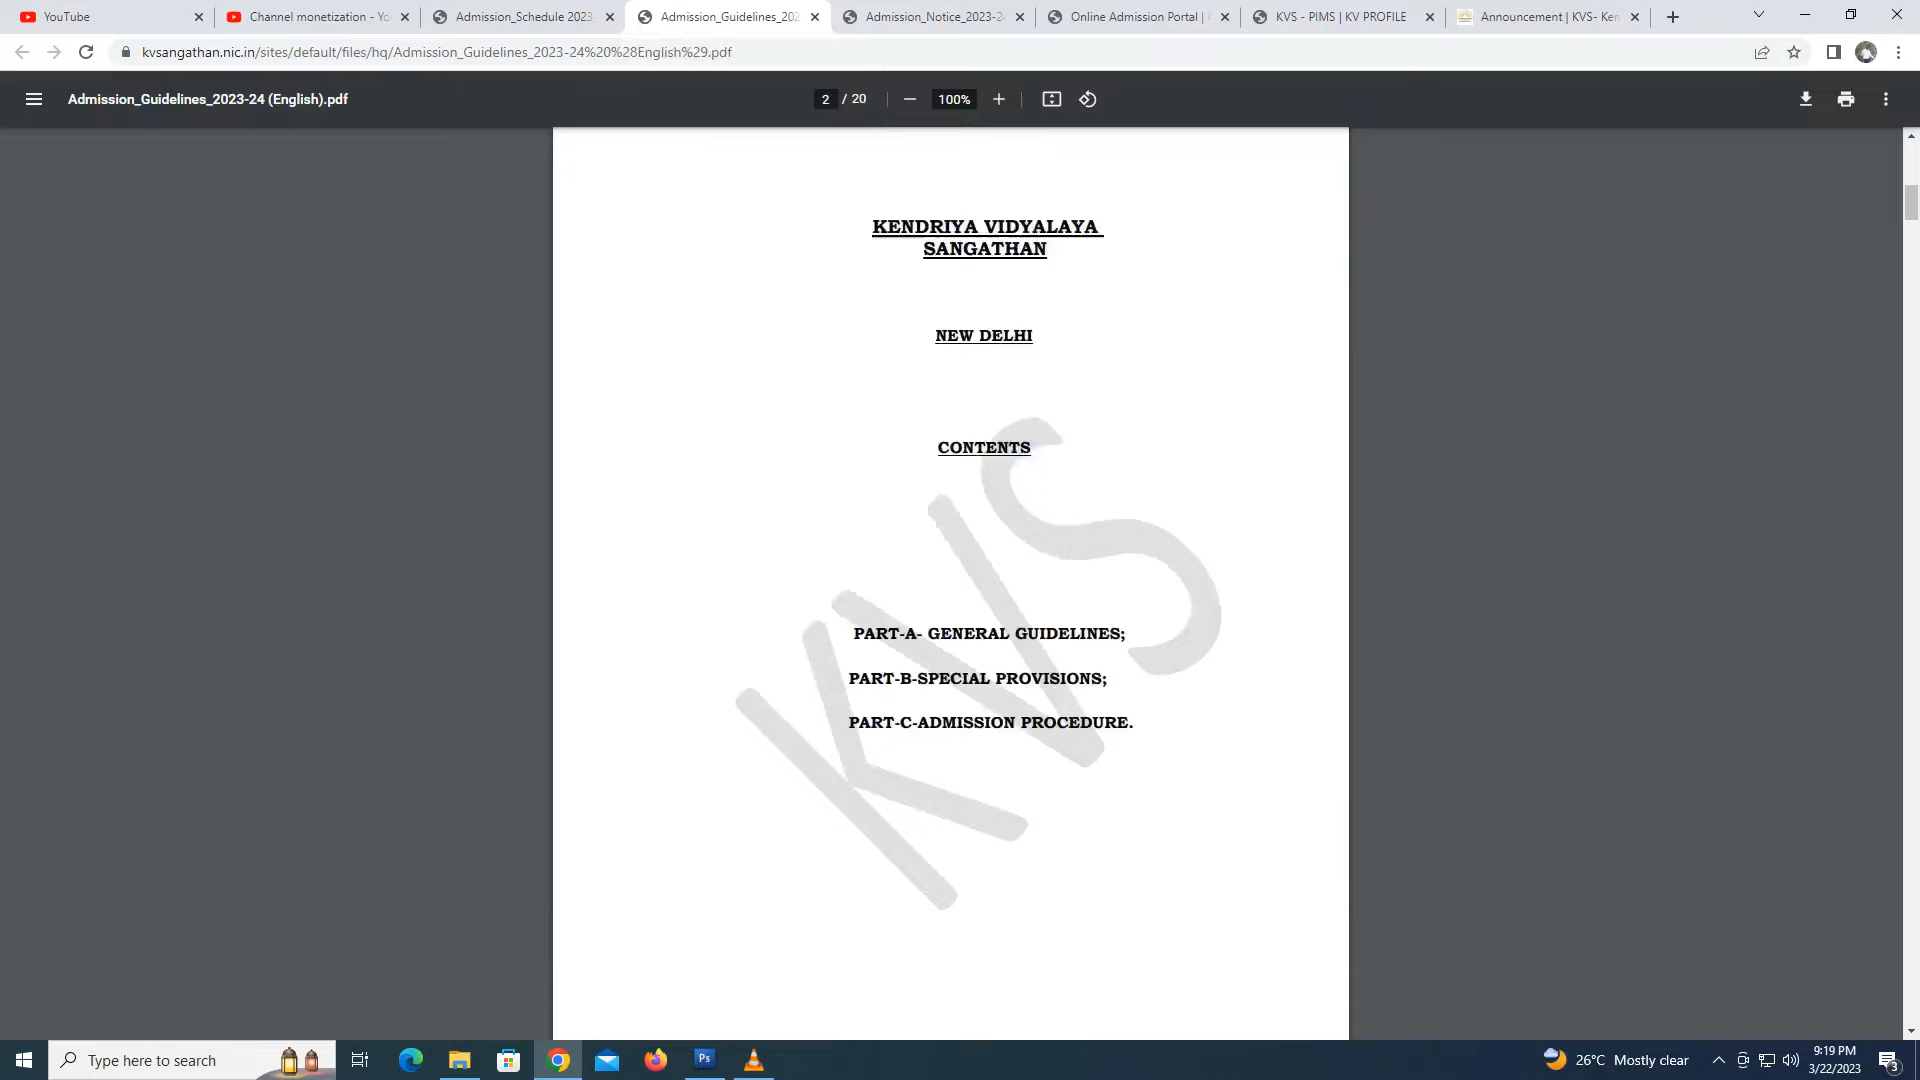 YouTube
Channel monetization - Yo
Admission_Schedule 2023-
Admission_Guidelines_202
Admission_Notice_2023-24
Online Admission Portal |
KVS - PIMS | KV PROFILE
Announcement | KVS- Ken
kvsangathan.nic.in/sites/default/files/hq/Admission_Guidelines_2023-24%20%28English%29.pdf
Admission_Guidelines_2023-24 (English).pdf
2 / 20
100%
KENDRIYA VIDYALAYA
SANGATHAN
NEW DELHI
CONTENTS
KVS
PART-A- GENERAL GUIDELINES;
PART-B-SPECIAL PROVISIONS;
PART-C-ADMISSION PROCEDURE.
Type here to search
Ps
26°C Mostly clear
9:19 PM
3/22/2023
3